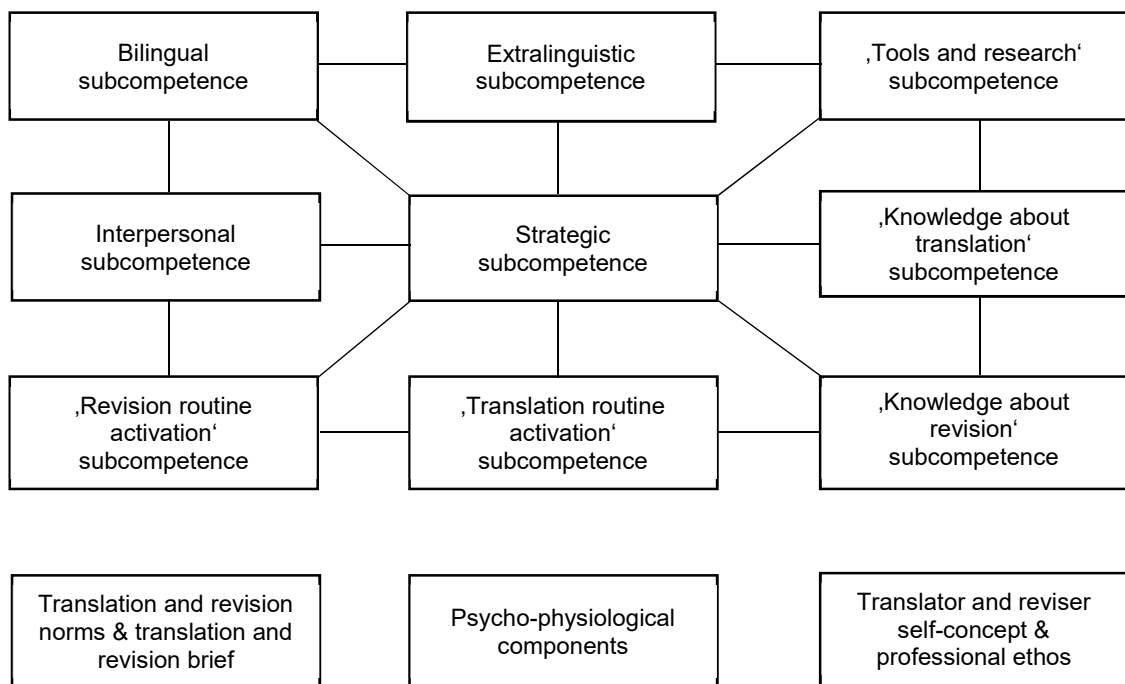 Bilingual
subcompetence
Extralinguistic
subcompetence
‚Tools and research‘
subcompetence
Interpersonal
subcompetence
Strategic
subcompetence
‚Knowledge about
translation‘
subcompetence
‚Revision routine
activation‘
subcompetence
‚Translation routine
activation‘
subcompetence
‚Knowledge about
revision‘
competence
Translation and revision
norms & translation and
revision brief
Psycho-physiological
components
Translator and reviser
self-concept &
professional ethos